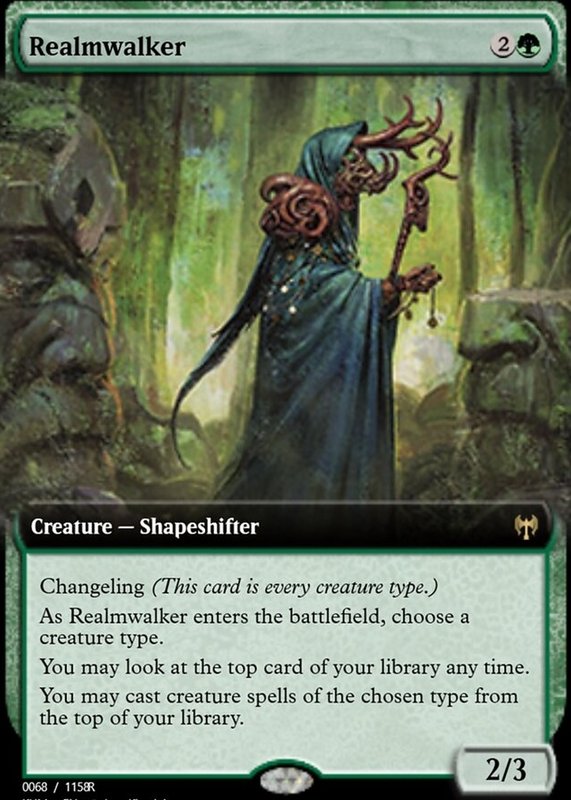 Realmwalker
2
Creature — Shapeshifter
Changeling (This card is every creature type.)
As Realmwalker enters the battlefield, choose a
creature type.
You may look at the top card of your library any time.
You may cast creature spells of the chosen type from
the top of your library.
2/3
0068 / 1158R